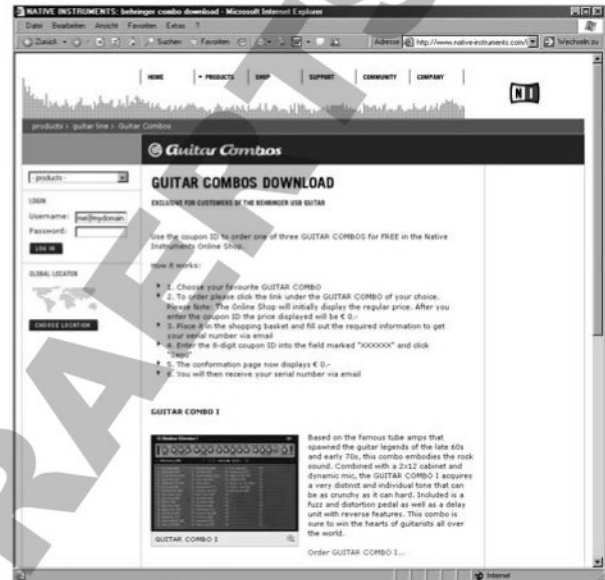 NATIVE INSTRUMENTS: behringer combo download - Microsoft Internet Explorer
Datei Bearbeiten Ansicht Favoriten Extras ?
Zurück Suchen Favoriten Adresse http://www.native-instruments.com/ Wechseln zu
HOME PRODUCTS SHOP SUPPORT COMMUNITY COMPANY
NI
products > guitar line > Guitar Combos
Guitar Combos
- products -
LOGIN
Username: me@mydomain
Password:
LOG IN
GLOBAL LOCATOR
CHOOSE LOCATION
GUITAR COMBOS DOWNLOAD
EXCLUSIVE FOR CUSTOMERS OF THE BEHRINGER USB GUITAR
Use the coupon ID to order one of three GUITAR COMBOS for FREE in the Native
Instruments Online Shop.
How it works:
1. Choose your favourite GUITAR COMBO
2. To order please click the link under the GUITAR COMBO of your choice.
Please Note: The Online Shop will initially display the regular price. After you
enter the coupon ID the price displayed will be € 0.-
3. Place it in the shopping basket and fill out the required information to get
your serial number via email
4. Enter the 8-digit coupon ID into the field marked "XXXXXX" and click
5. The conformation page now displays € 0.-
6. You will then receive your serial number via email
GUITAR COMBO I
GUITAR COMBO I
Based on the famous tube amps that
spawned the guitar legends of the late 60s
and early 70s, this combo embodies the rock
sound. Combined with a 2x12 cabinet and
dynamic mic, the GUITAR COMBO I acquires
a very distinct and individual tone that can
be as crunchy as it can hard. Included is a
fuzz and distortion pedal as well as a delay
unit with reverse features. This combo is
sure to win the hearts of guitarists all over
the world.
Order GUITAR COMBO I...
Internet